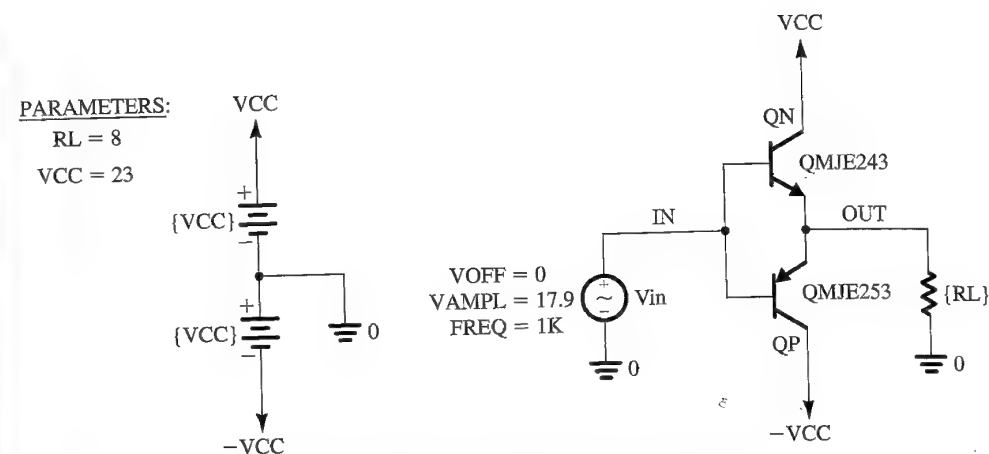 PARAMETERS:
RL = 8
VCC = 23
VCC
+
{VCC}
−
+
{VCC}
−
0
−VCC
VCC
QN
QMJE243
IN
OUT
VOFF = 0
VAMPL = 17.9
FREQ = 1K
+
~
−
Vin
0
QMJE253
QP
{RL}
0
−VCC